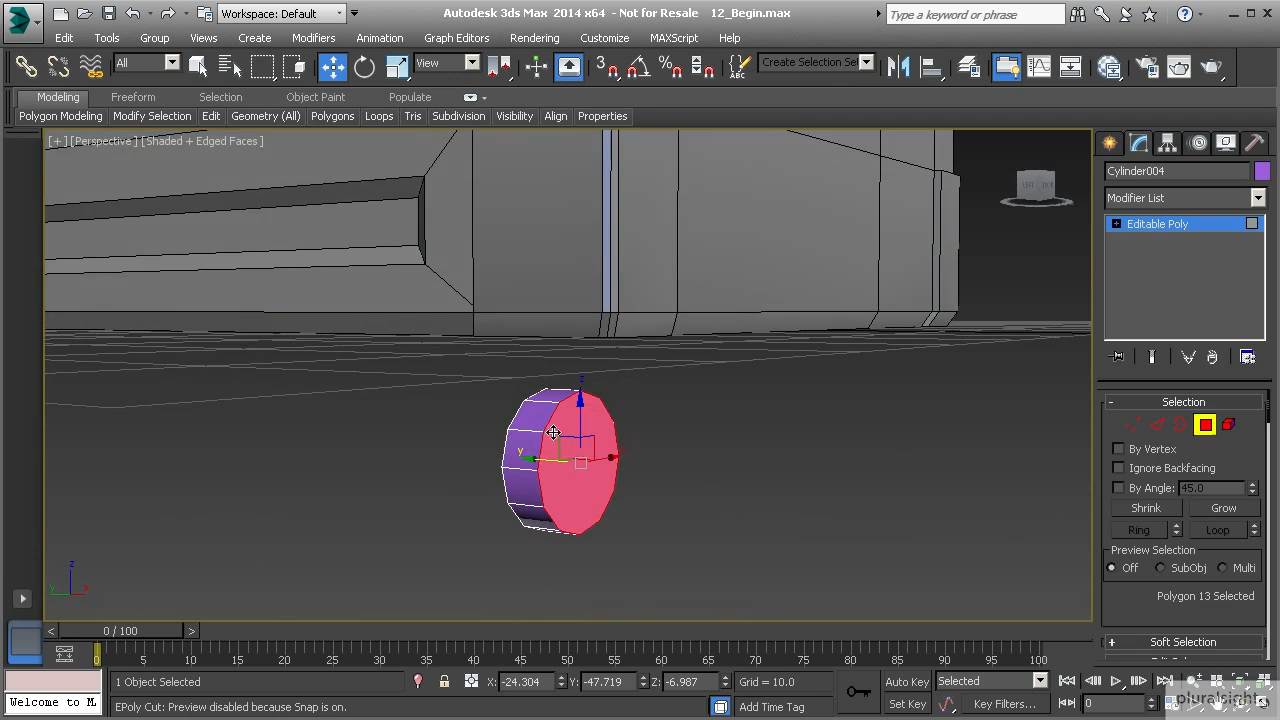 Workspace: Default
Autodesk 3ds Max 2014 x64 - Not for Resale 12_Begin.max
Type a keyword or phrase
Edit Tools Group Views Create Modifiers Animation Graph Editors Rendering Customize MAXScript Help
All View Create Selection Se
Modeling Freeform Selection Object Paint Populate
Polygon Modeling Modify Selection Edit Geometry (All) Polygons Loops Tris Subdivision Visibility Align Properties
[+][Perspective][Shaded + Edged Faces]
LEFT
Cylinder004
Modifier List
Editable Poly
z
y
z
y x
- Selection
By Vertex
Ignore Backfacing
By Angle: 45.0
Shrink Grow
Ring Loop
Preview Selection
Off SubObj Multi
Polygon 13 Selected
+ Soft Selection
< 0 / 100 >
0 5 10 15 20 25 30 35 40 45 50 55 60 65 70 75 80 85 90 95 100
1 Object Selected X: -24.304 Y: -47.719 Z: -6.987 Grid = 10.0 Auto Key Selected
Welcome to M EPoly Cut: Preview disabled because Snap is on. Add Time Tag Set Key Key Filters... 0
pluralsight